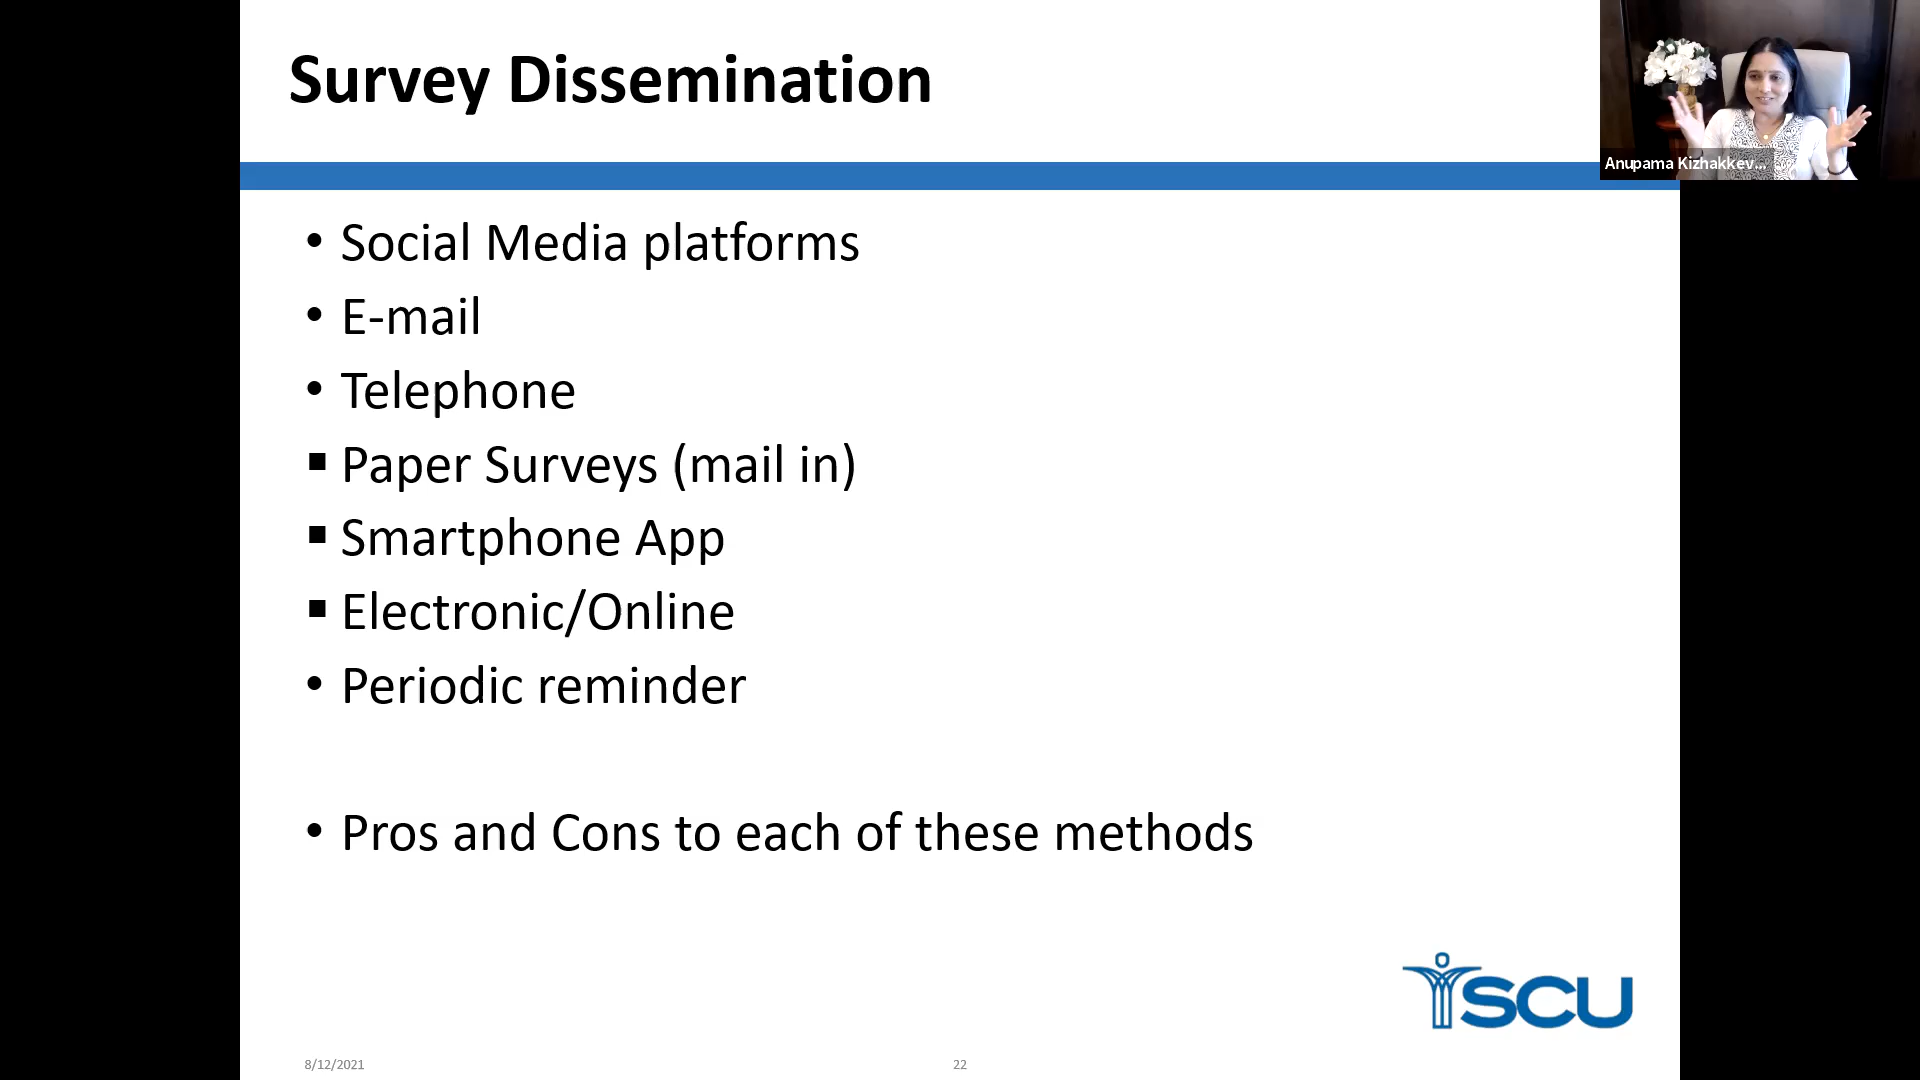 Survey Dissemination
Anupama Kizhakkev...
• Social Media platforms
• E-mail
• Telephone
▪ Paper Surveys (mail in)
▪ Smartphone App
▪ Electronic/Online
• Periodic reminder
• Pros and Cons to each of these methods
SCU
8/12/2021
22